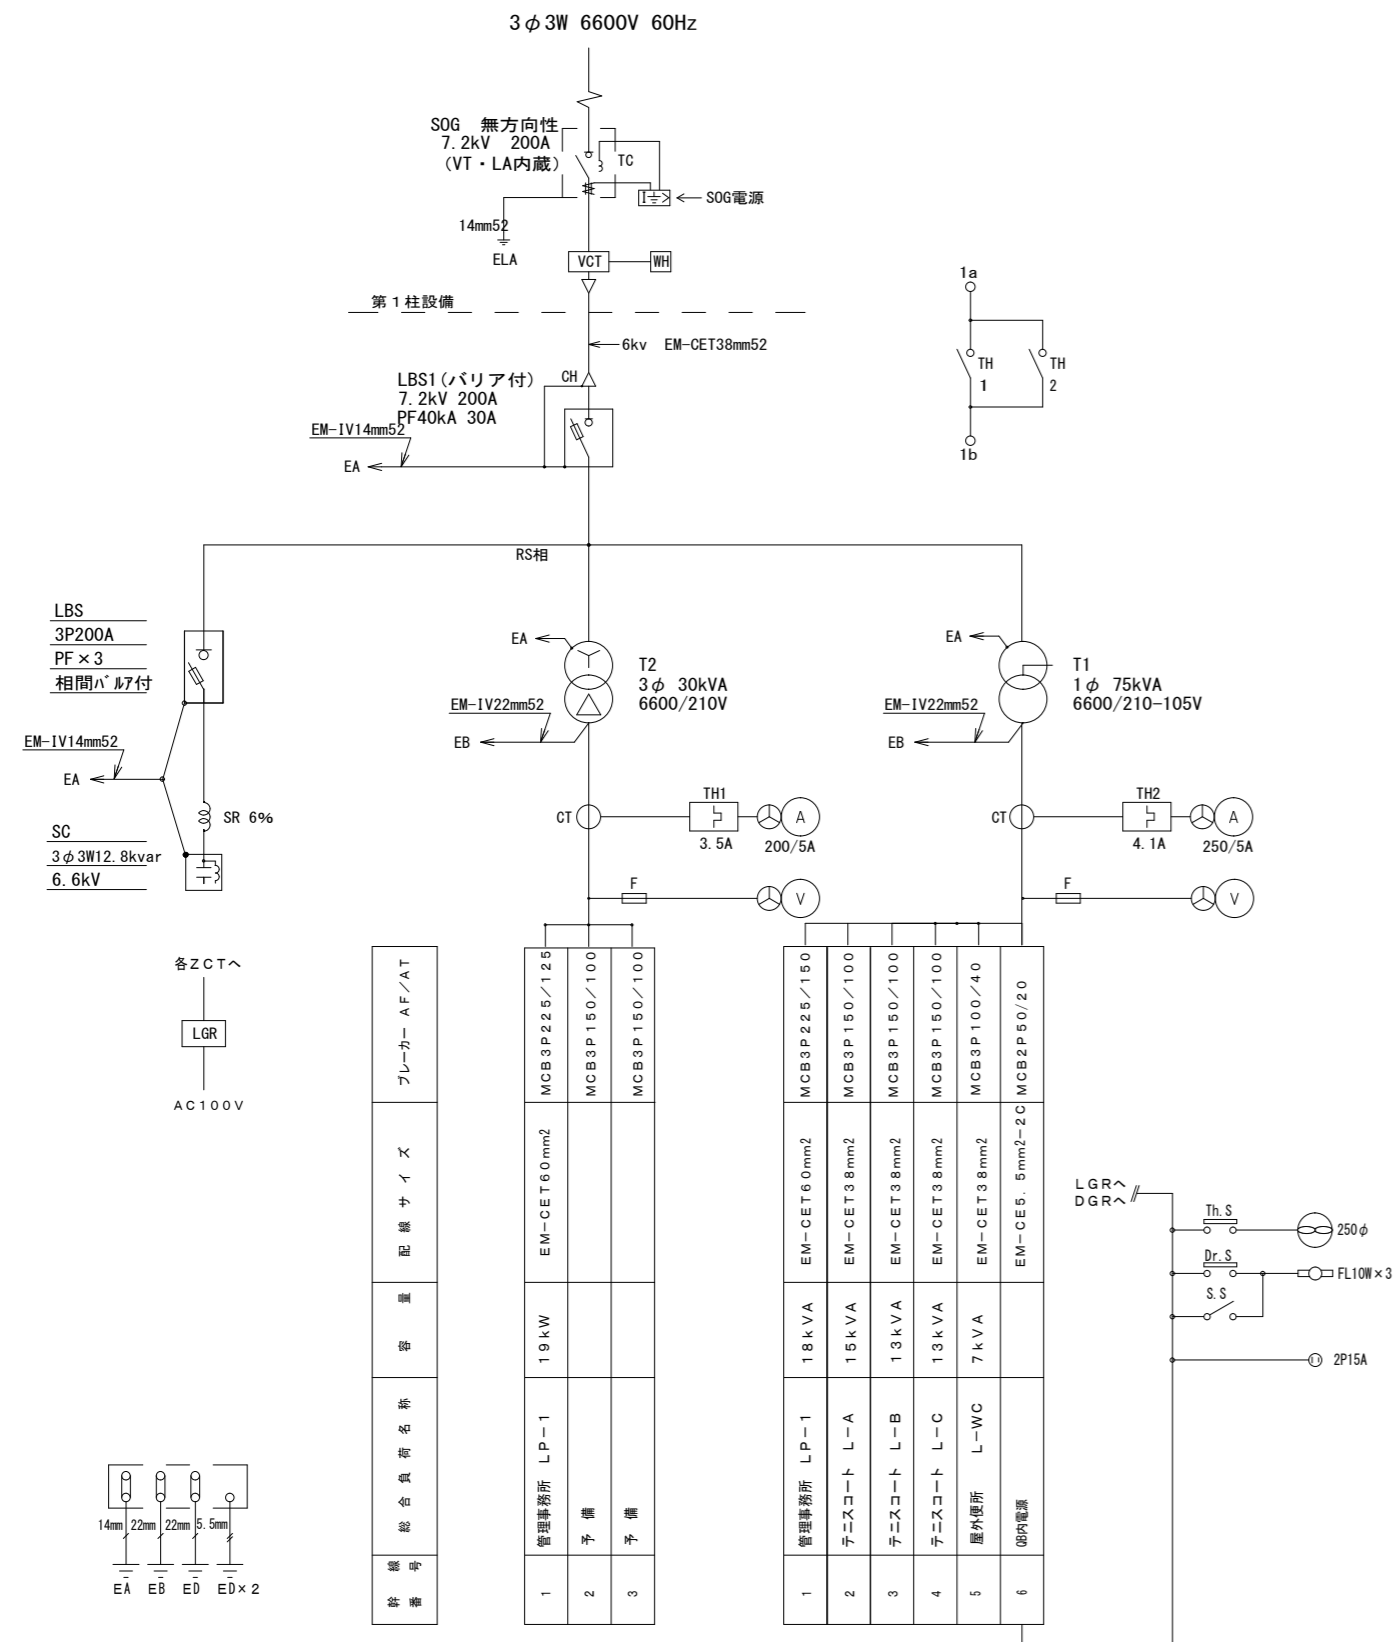 3φ3W 6600V 60Hz
SOG 無方向性
7.2kV 200A
(VT・LA内蔵)
TC
I
SOG電源
14mm52
ELA
VCT
WH
第1柱設備
6kv EM-CET38mm52
LBS1(バリア付)
7.2kV 200A
PF40kA 30A
CH
EM-IV14mm52
EA
1a
TH
1
TH
2
1b
RS相
LBS
3P200A
PF×3
相間ﾊﾞﾙｱ付
EM-IV14mm52
EA
SR 6%
SC
3φ3W12.8kvar
6.6kV
EA
T2
3φ 30kVA
6600/210V
EM-IV22mm52
EB
CT
TH1
3.5A
A
200/5A
F
V
EA
T1
1φ 75kVA
6600/210-105V
EM-IV22mm52
EB
CT
TH2
4.1A
A
250/5A
F
V
各ZCTへ
LGR
AC100V
ブレーカー AF/AT
配線サイズ
容量
総合負荷名称
幹線番号
MCB3P225/125
EM-CET60mm2
19kW
管理事務所 LP-1
1
MCB3P150/100
予備
2
MCB3P150/100
予備
3
MCB3P225/150
EM-CET60mm2
18kVA
管理事務所 LP-1
1
MCB3P150/100
EM-CET38mm2
15kVA
テニスコート L-A
2
MCB3P150/100
EM-CET38mm2
13kVA
テニスコート L-B
3
MCB3P150/100
EM-CET38mm2
13kVA
テニスコート L-C
4
MCB3P100/40
EM-CET38mm2
7kVA
屋外便所 L-WC
5
MCB2P50/20
EM-CE5.5mm2-2C
QB内電源
6
LGRへ
DGRへ
Th.S
250φ
Dr.S
FL10W×3
S.S
2P15A
14mm 22mm 22mm 5.5mm
EA EB ED ED×2